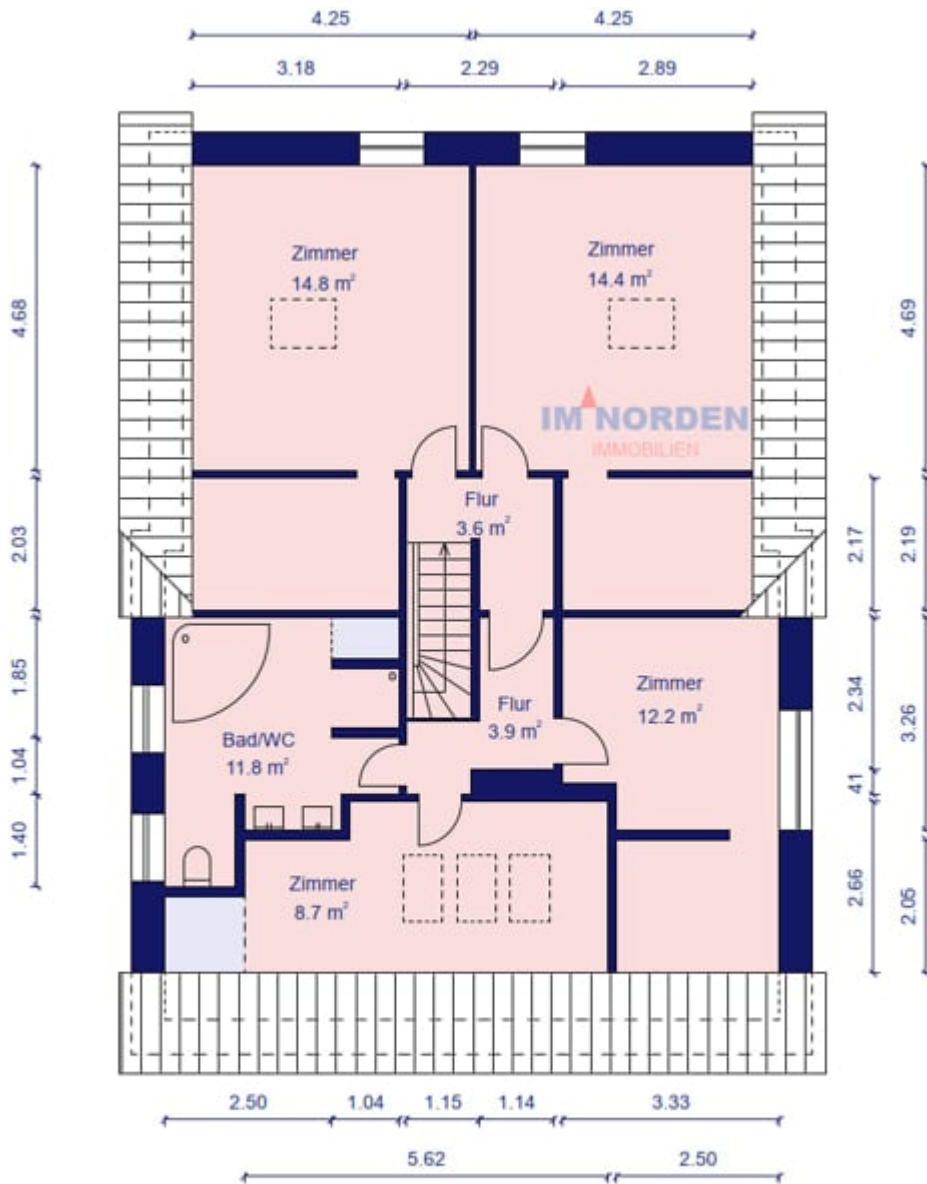 4.25
4.25
3.18
2.29
2.89
Zimmer
14.8 m²
Zimmer
14.4 m²
4.68
4.69
IM NORDEN
IMMOBILIEN
Flur
3.6 m²
2.03
2.17
2.19
1.85
Zimmer
12.2 m²
2.34
3.26
Flur
3.9 m²
Bad/WC
11.8 m²
1.04
41
1.40
Zimmer
8.7 m²
2.66
2.05
2.50
1.04
1.15
1.14
3.33
5.62
2.50